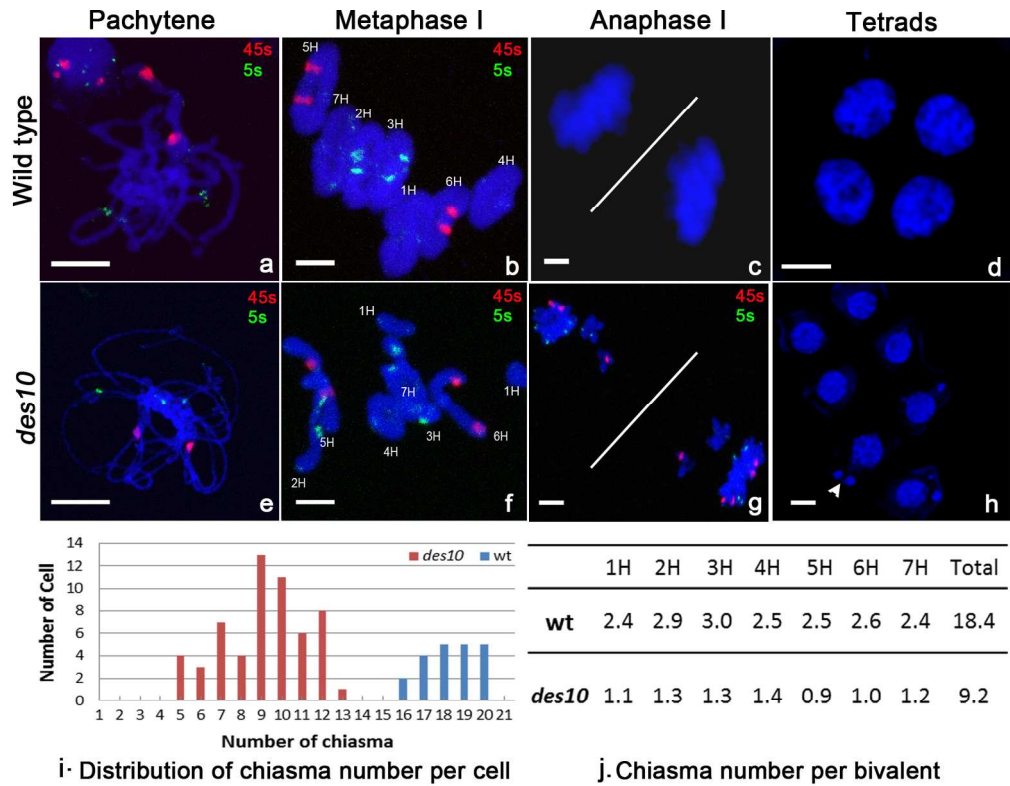 Pachytene Metaphase I Anaphase I Tetrads
Wild type
45s
5s
a
45s
5s
5H
7H
2H
3H
4H
1H
6H
b
c
d
des10
45s
5s
e
45s
5s
1H
7H
1H
5H
4H
3H
6H
2H
f
45s
5s
g
h
14
12
10
8
6
4
2
0
Number of Cell
des10 wt
1 2 3 4 5 6 7 8 9 10 11 12 13 14 15 16 17 18 19 20 21
Number of chiasma
i. Distribution of chiasma number per cell
1H 2H 3H 4H 5H 6H 7H Total
wt 2.4 2.9 3.0 2.5 2.5 2.6 2.4 18.4
des10 1.1 1.3 1.3 1.4 0.9 1.0 1.2 9.2
j. Chiasma number per bivalent